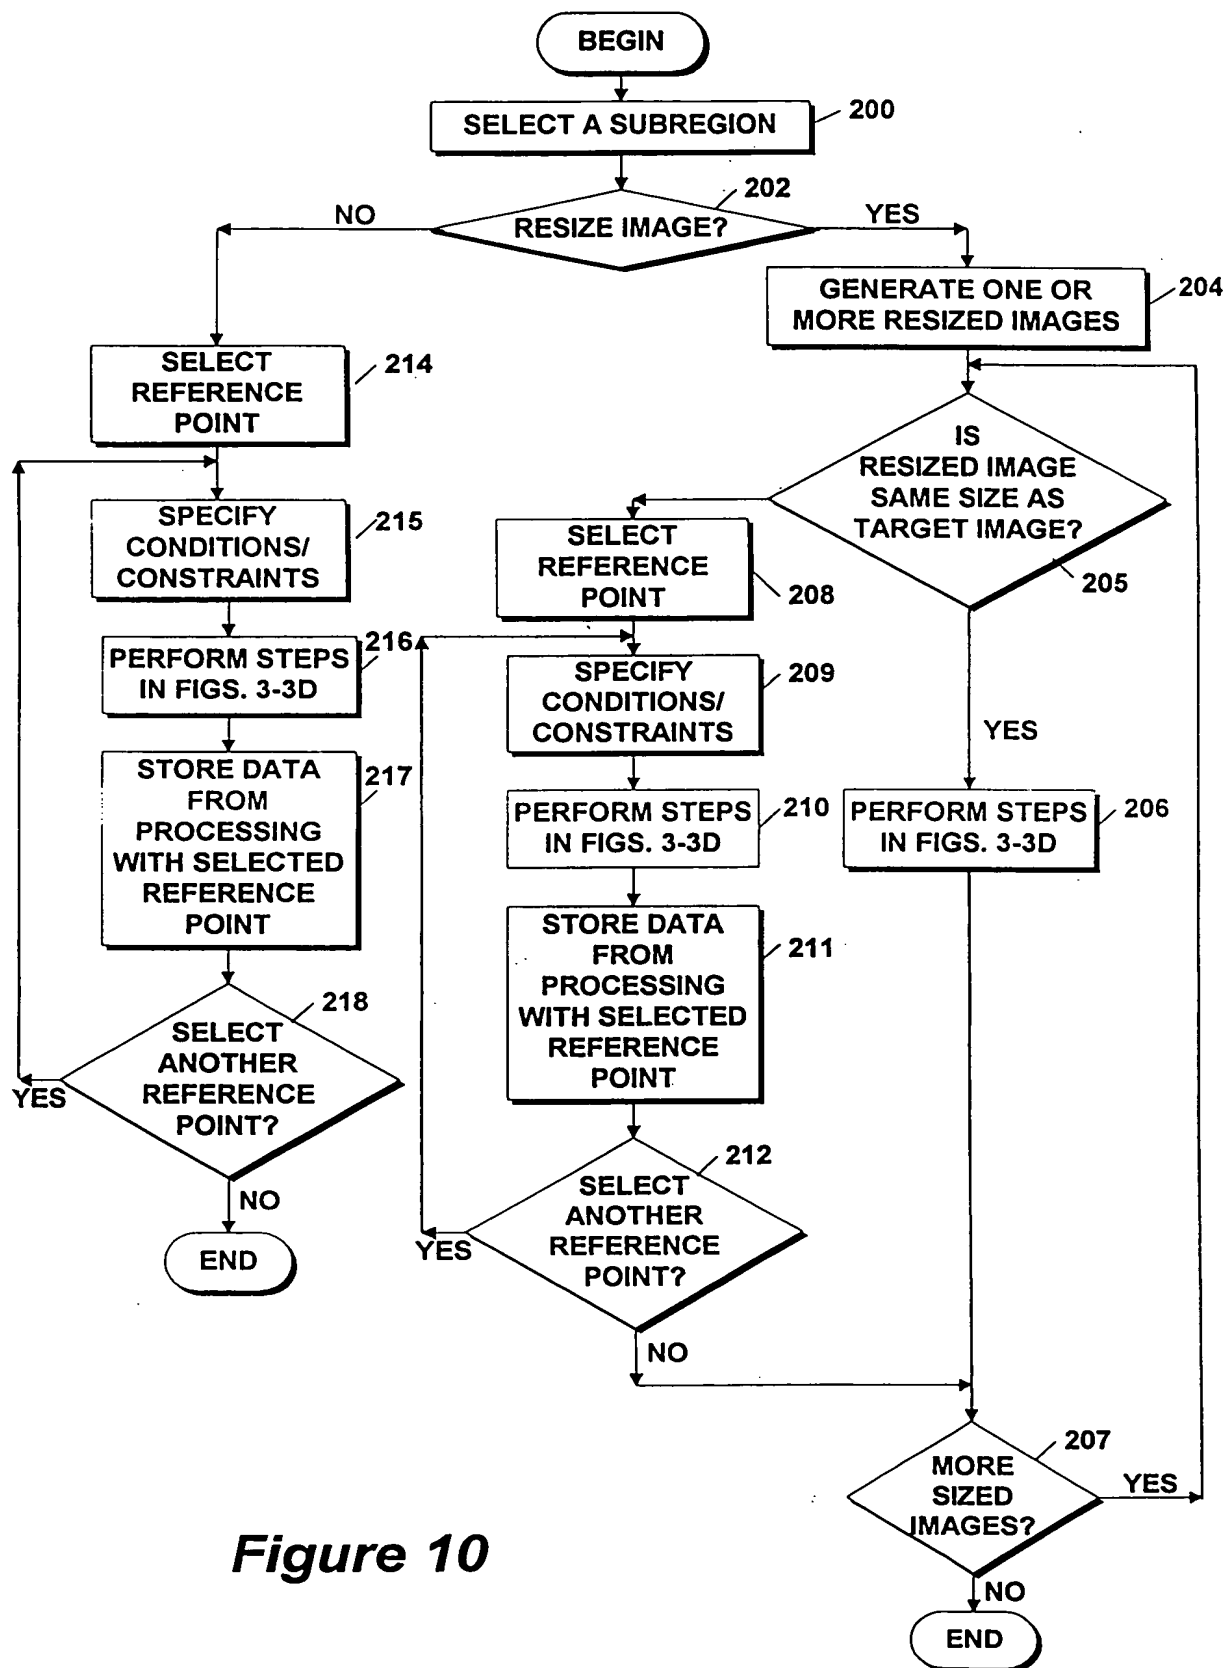 BEGIN
SELECT A SUBREGION
200
RESIZE IMAGE?
202
NO
YES
GENERATE ONE OR
MORE RESIZED IMAGES
204
SELECT
REFERENCE
POINT
214
IS
RESIZED IMAGE
SAME SIZE AS
TARGET IMAGE?
205
SPECIFY
CONDITIONS/
CONSTRAINTS
215
SELECT
REFERENCE
POINT
208
PERFORM STEPS
IN FIGS. 3-3D
216
SPECIFY
CONDITIONS/
CONSTRAINTS
209
YES
STORE DATA
FROM
PROCESSING
WITH SELECTED
REFERENCE
POINT
217
PERFORM STEPS
IN FIGS. 3-3D
210
PERFORM STEPS
IN FIGS. 3-3D
206
STORE DATA
FROM
PROCESSING
WITH SELECTED
REFERENCE
POINT
211
SELECT
ANOTHER
REFERENCE
POINT?
218
YES
NO
END
SELECT
ANOTHER
REFERENCE
POINT?
212
YES
NO
MORE
SIZED
IMAGES?
207
YES
NO
END
Figure 10